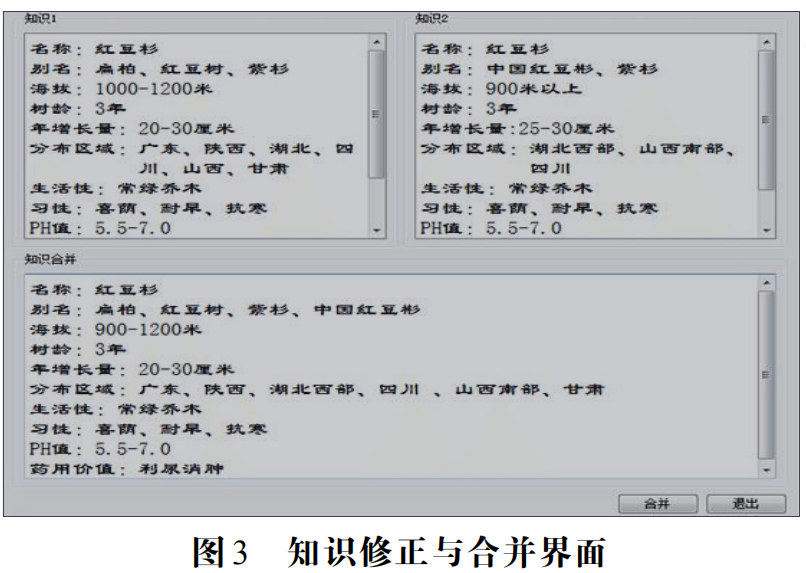 知识1
名称: 红豆杉
别名: 扁柏、红豆树、紫杉
海拔: 1000-1200米
树龄: 3年
年增长量: 20-30厘米
分布区域: 广东、陕西、湖北、四
川、山西、甘肃
生活性: 常绿乔木
习性: 喜荫、耐旱、抗寒
PH值: 5.5-7.0
知识2
名称: 红豆杉
别名: 中国红豆彬、紫杉
海拔: 900米以上
树龄: 3年
年增长量:25-30厘米
分布区域: 湖北西部、山西南部、
四川
生活性: 常绿乔木
习性: 喜荫、耐旱、抗寒
PH值: 5.5-7.0
知识合并
名称: 红豆杉
别名: 扁柏、红豆树、紫杉、中国红豆彬
海拔: 900-1200米
树龄: 3年
年增长量: 20-30厘米
分布区域: 广东、陕西、湖北西部、四川 、山西南部、甘肃
生活性: 常绿乔木
习性: 喜荫、耐旱、抗寒
PH值: 5.5-7.0
药用价值: 利尿消肿
合并
退出
图3 知识修正与合并界面